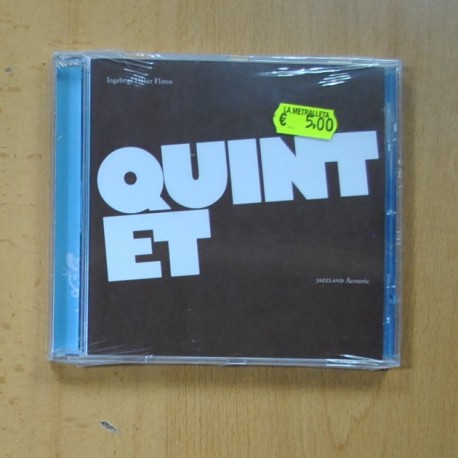 Ingebrigt Håker Flaten
LA METRALLETA
€ 5,00
QUINT
ET
JAZZLAND Acoustic